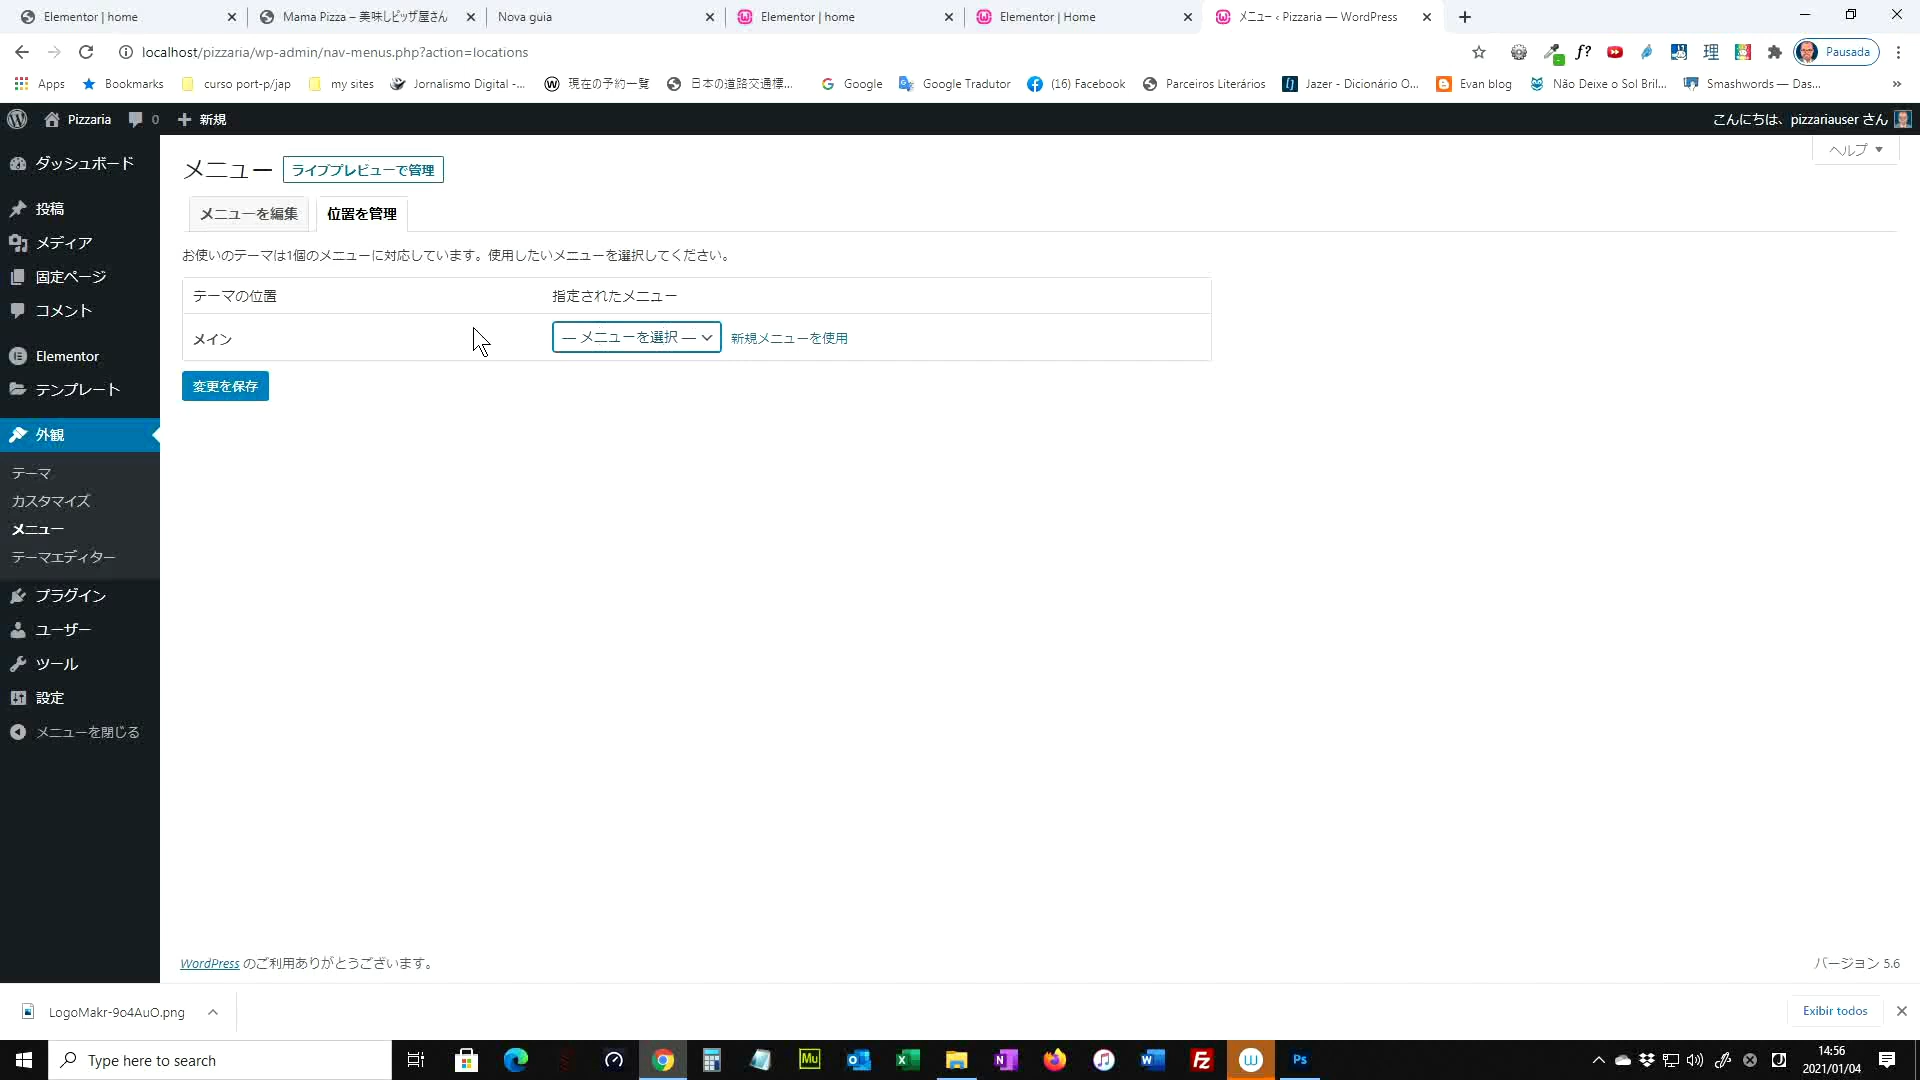 Elementor | home
Mama Pizza – 美味しピッザ屋さん
Nova guia
Elementor | home
Elementor | Home
メニュー ‹ Pizzaria — WordPress
localhost/pizzaria/wp-admin/nav-menus.php?action=locations
Pausada
Apps
Bookmarks
curso port-p/jap
my sites
Jornalismo Digital -...
現在の予約一覧
日本の道路交通標...
Google
Google Tradutor
(16) Facebook
Parceiros Literários
Jazer - Dicionário O...
Evan blog
Não Deixe o Sol Bril...
Smashwords — Das...
»
Pizzaria
0
新規
こんにちは、pizzariauser さん
ダッシュボード
投稿
メディア
固定ページ
コメント
Elementor
テンプレート
外観
テーマ
カスタマイズ
メニュー
テーマエディター
プラグイン
ユーザー
ツール
設定
メニューを閉じる
ヘルプ
メニュー
ライブプレビューで管理
メニューを編集
位置を管理
お使いのテーマは1個のメニューに対応しています。使用したいメニューを選択してください。
テーマの位置
指定されたメニュー
メイン
— メニューを選択 —
新規メニューを使用
変更を保存
WordPress のご利用ありがとうございます。
バージョン 5.6
LogoMakr-9o4AuO.png
Exibir todos
Type here to search
14:56
2021/01/04